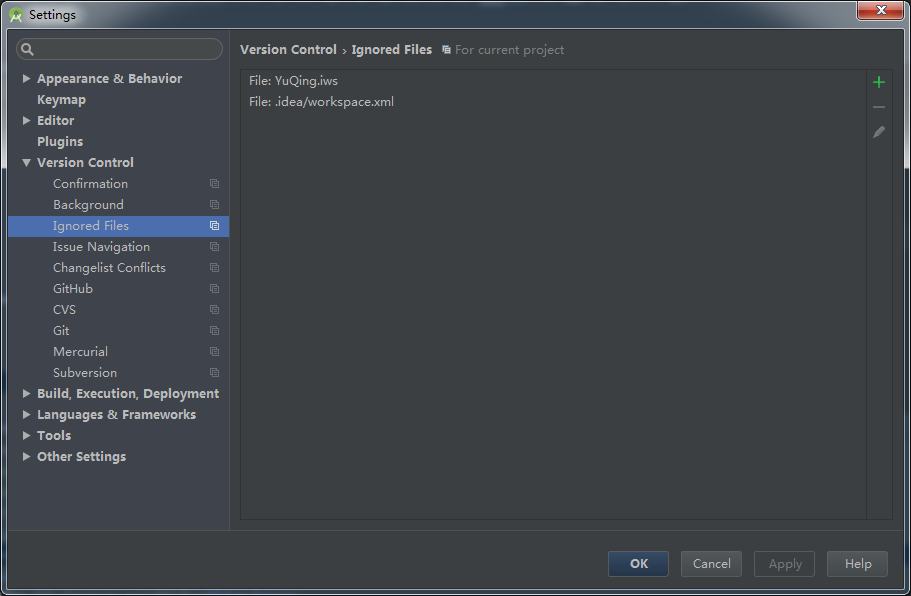 Settings
Version Control › Ignored Files For current project
Appearance & Behavior
Keymap
Editor
Plugins
Version Control
Confirmation
Background
Ignored Files
Issue Navigation
Changelist Conflicts
GitHub
CVS
Git
Mercurial
Subversion
Build, Execution, Deployment
Languages & Frameworks
Tools
Other Settings
File: YuQing.iws
File: .idea/workspace.xml
OK
Cancel
Apply
Help